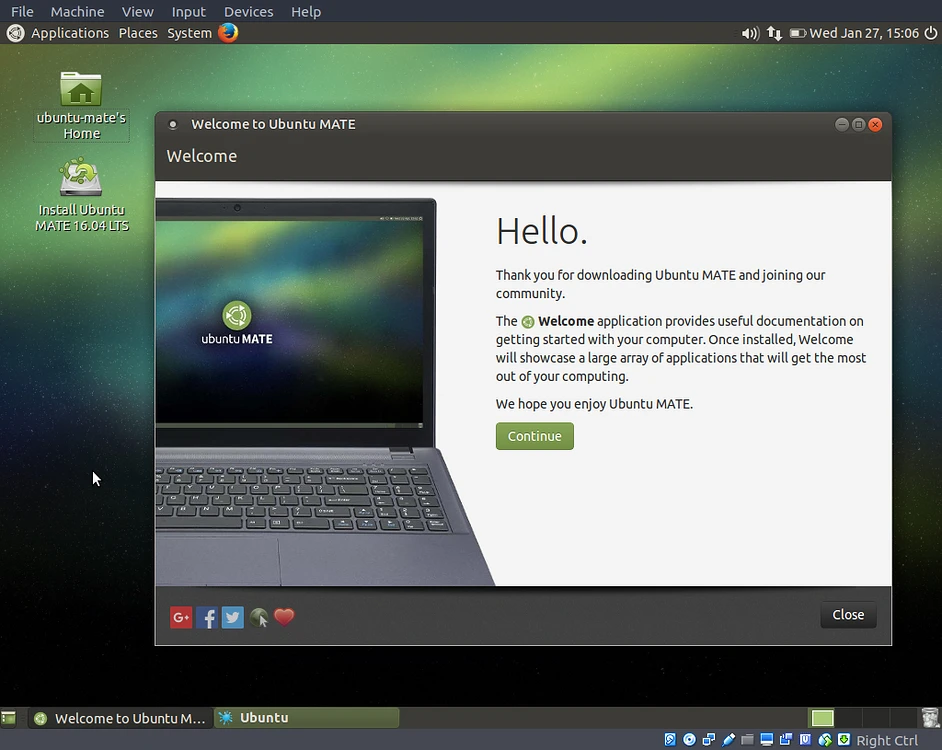 File Machine View Input Devices Help
Applications Places System Wed Jan 27, 15:06
ubuntu-mate's
Home
Install Ubuntu
MATE 16.04 LTS
Welcome to Ubuntu MATE
Welcome
ubuntu MATE
Hello.
Thank you for downloading Ubuntu MATE and joining our
community.
The Welcome application provides useful documentation on
getting started with your computer. Once installed, Welcome
will showcase a large array of applications that will get the most
out of your computing.
We hope you enjoy Ubuntu MATE.
Continue
G+
Close
Welcome to Ubuntu M... Ubuntu
Right Ctrl